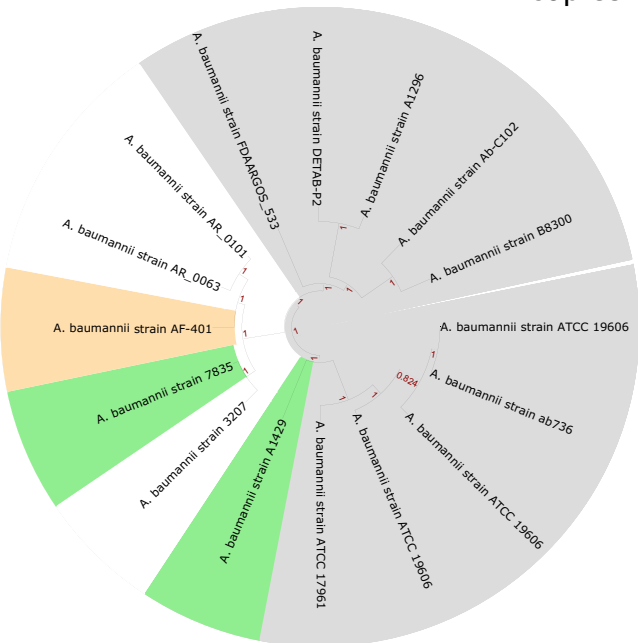 A. baumannii strain FDAARGOS_533
A. baumannii strain DETAB-P2
A. baumannii strain A1296
A. baumannii strain Ab-C102
A. baumannii strain B8300
A. baumannii strain ATCC 19606
A. baumannii strain ab736
A. baumannii strain ATCC 19606
A. baumannii strain ATCC 19606
A. baumannii strain ATCC 17961
A. baumannii strain A1429
A. baumannii strain 3207
A. baumannii strain 7835
A. baumannii strain AF-401
A. baumannii strain AR_0063
A. baumannii strain AR_0101
1
1
1
1
1
1
1
1
1
1
1
1
1
1
0.824
1